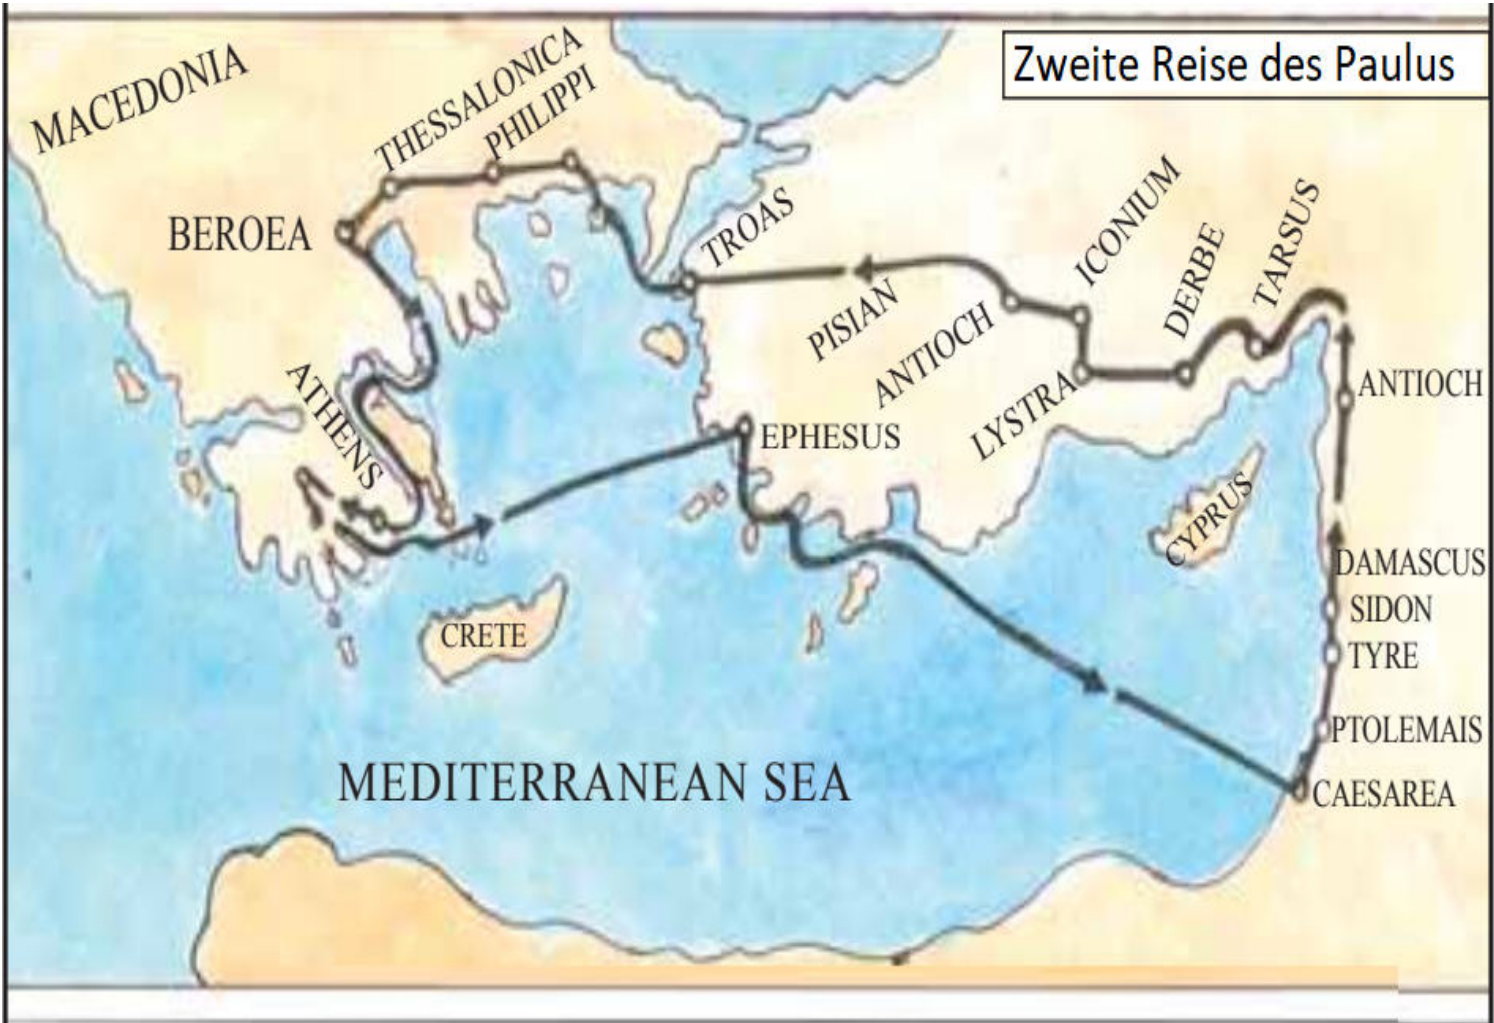 Zweite Reise des Paulus
MACEDONIA
THESSALONICA
PHILIPPI
BEROEA
TROAS
ICONIUM
DERBE
TARSUS
PISIAN
ANTIOCH
LYSTRA
ANTIOCH
ATHENS
EPHESUS
CYPRUS
DAMASCUS
SIDON
TYRE
CRETE
PTOLEMAIS
MEDITERRANEAN SEA
CAESAREA